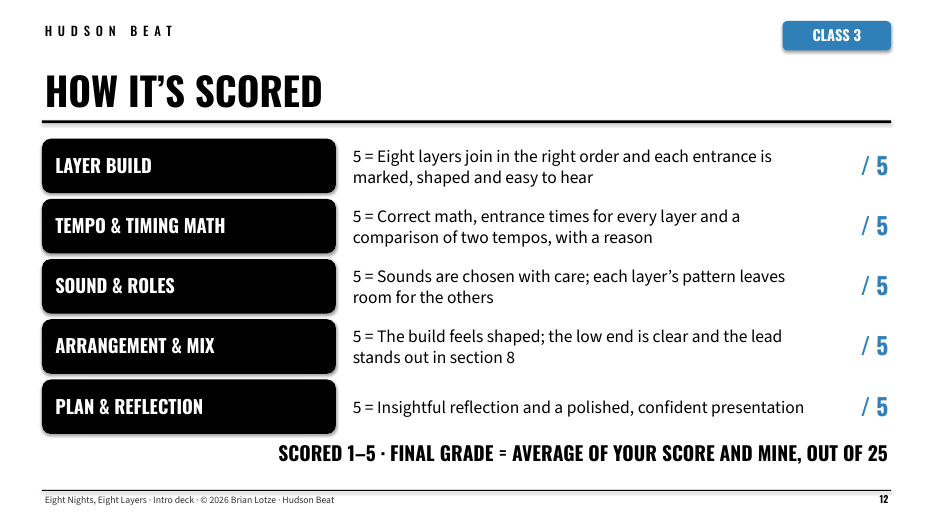 HUDSON BEAT
CLASS 3
HOW IT’S SCORED
LAYER BUILD
5 = Eight layers join in the right order and each entrance is
marked, shaped and easy to hear
/ 5
TEMPO & TIMING MATH
5 = Correct math, entrance times for every layer and a
comparison of two tempos, with a reason
/ 5
SOUND & ROLES
5 = Sounds are chosen with care; each layer’s pattern leaves
room for the others
/ 5
ARRANGEMENT & MIX
5 = The build feels shaped; the low end is clear and the lead
stands out in section 8
/ 5
PLAN & REFLECTION
5 = Insightful reflection and a polished, confident presentation
/ 5
SCORED 1–5 · FINAL GRADE = AVERAGE OF YOUR SCORE AND MINE, OUT OF 25
Eight Nights, Eight Layers · Intro deck · © 2026 Brian Lotze · Hudson Beat
12